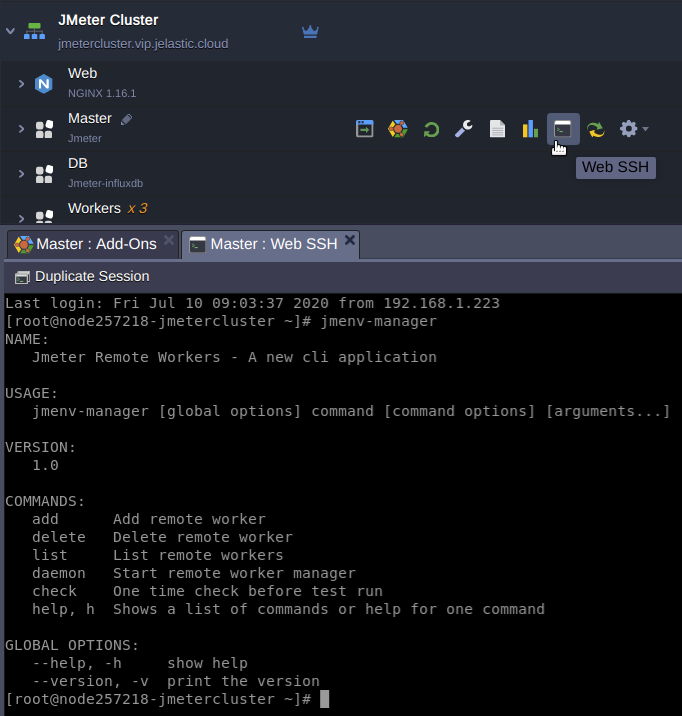 JMeter Cluster
jmetercluster.vip.jelastic.cloud
Web
NGINX 1.16.1
Master
Jmeter
DB
Jmeter-influxdb
Web SSH
Workers x 3
Master : Add-Ons
Master : Web SSH
Duplicate Session
Last login: Fri Jul 10 09:03:37 2020 from 192.168.1.223
[root@node257218-jmetercluster ~]# jmenv-manager
NAME:
   Jmeter Remote Workers - A new cli application

USAGE:
   jmenv-manager [global options] command [command options] [arguments...]

VERSION:
   1.0

COMMANDS:
   add      Add remote worker
   delete   Delete remote worker
   list     List remote workers
   daemon   Start remote worker manager
   check    One time check before test run
   help, h  Shows a list of commands or help for one command

GLOBAL OPTIONS:
   --help, -h     show help
   --version, -v  print the version
[root@node257218-jmetercluster ~]#